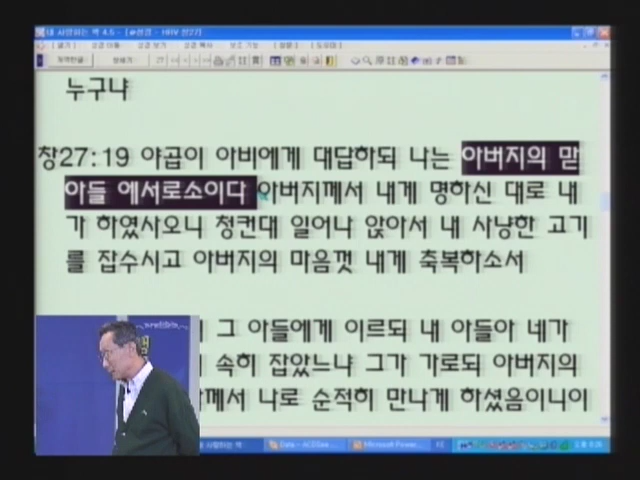 누구냐
창27:19 야곱이 아비에게 대답하되 나는 아버지의 맏
아들 에서로소이다 아버지께서 내게 명하신 대로 내
가 하였사오니 청컨대 일어나 앉아서 내 사냥한 고기
를 잡수시고 아버지의 마음껏 내게 축복하소서
그 아들에게 이르되 내 아들아 네가
속히 잡았느냐 그가 가로되 아버지의
께서 나로 순적히 만나게 하셨음이니이
Microsoft Power...